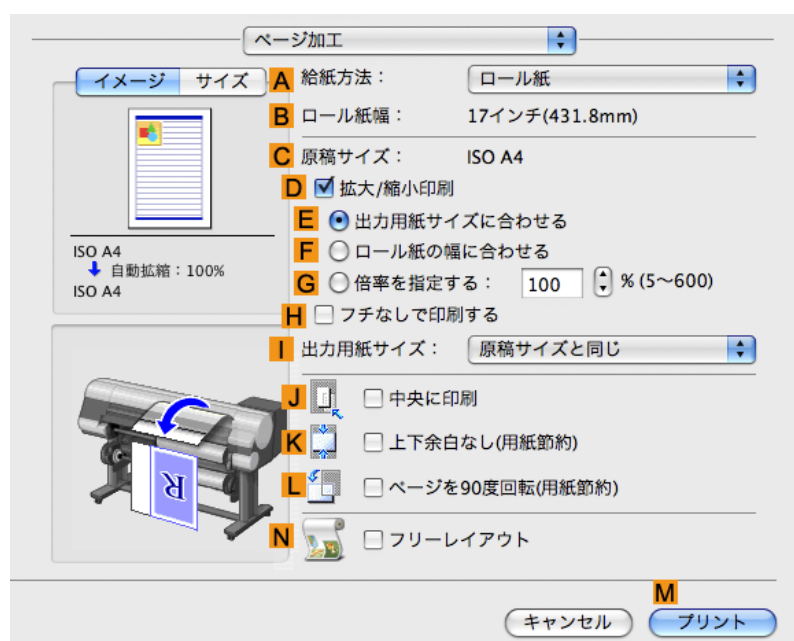 ページ加工
イメージ サイズ
A 給紙方法： ロール紙
B ロール紙幅： 17インチ(431.8mm)
C 原稿サイズ： ISO A4
D 拡大/縮小印刷
E 出力用紙サイズに合わせる
F ロール紙の幅に合わせる
G 倍率を指定する： 100 % (5～600)
H フチなしで印刷する
I 出力用紙サイズ： 原稿サイズと同じ
ISO A4
自動拡縮：100%
ISO A4
J 中央に印刷
K 上下余白なし(用紙節約)
L ページを90度回転(用紙節約)
N フリーレイアウト
R
M
キャンセル プリント